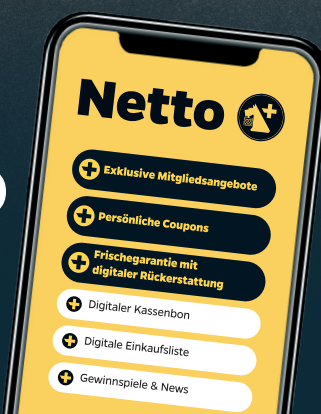 Netto
Exklusive Mitgliedsangebote
Persönliche Coupons
Frischegarantie mit
digitaler Rückerstattung
Digitaler Kassenbon
Digitale Einkaufsliste
Gewinnspiele & News